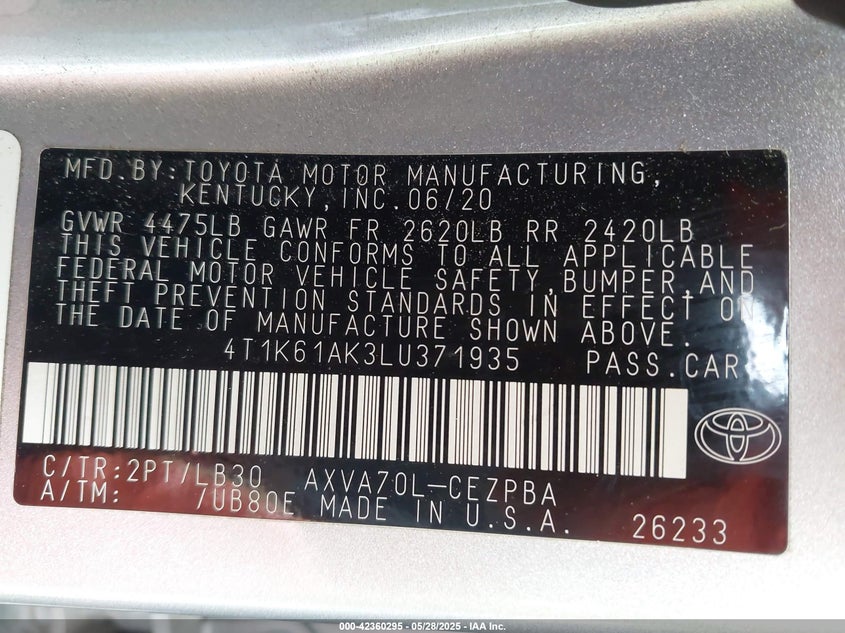 MFD.BY:TOYOTA MOTOR MANUFACTURING,
KENTUCKY,INC.06/20
GVWR 4475LB GAWR FR 2620LB RR 2420LB
THIS VEHICLE CONFORMS TO ALL APPLICABLE
FEDERAL MOTOR VEHICLE SAFETY,BUMPER,AND
THEFT PREVENTION STANDARDS IN EFFECT ON
THE DATE OF MANUFACTURE SHOWN ABOVE.
4T1K61AK3LU371935 PASS.CAR
C/TR:2PT/LB30 AXVA70L-CEZPBA
A/TM: /UB80E MADE IN U.S.A. 26233
000-42360295 - 05/28/2025 - IAA Inc.